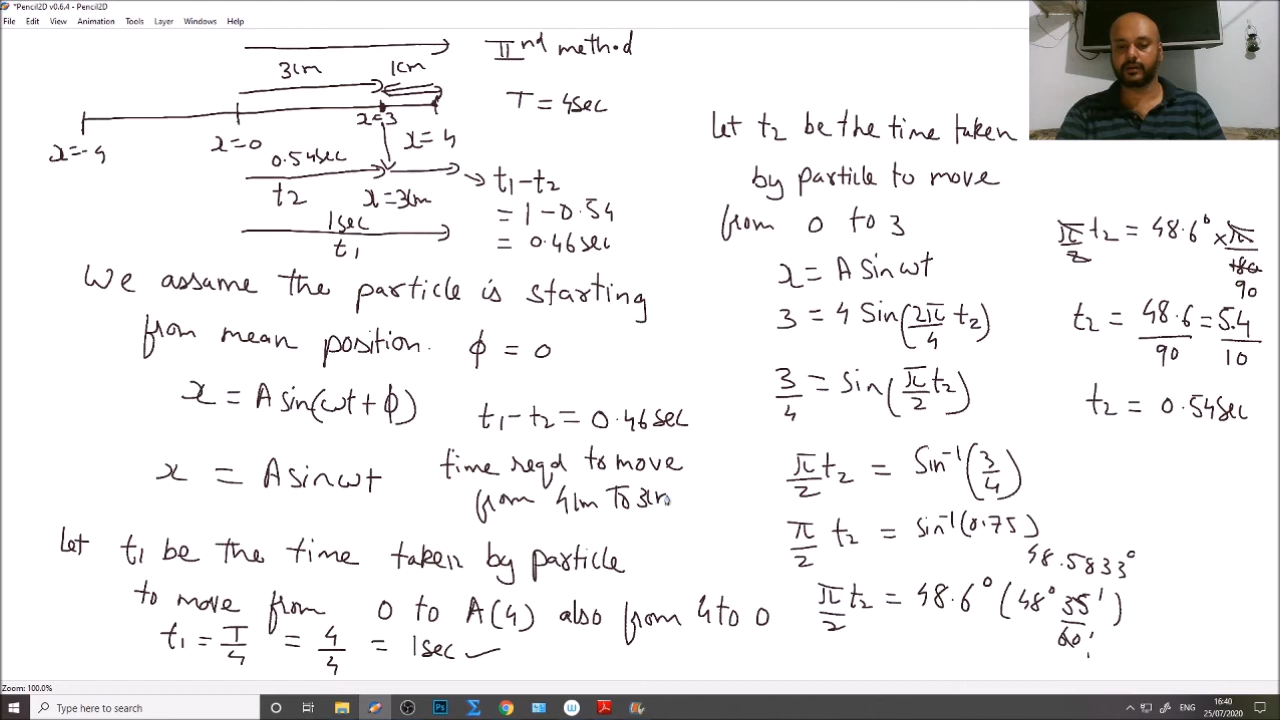 *Pencil2D v0.6.4 - Pencil2D
File Edit View Animation Tools Layer Windows Help
IInd method
3cm 1cm
T = 4sec
x=-4 x=0 x=3 x=4
0.54sec
t2 x=3cm
1sec
t1
t1-t2
= 1-0.54
= 0.46sec
We assume the particle is starting
from mean position. ϕ = 0
x = A sin(ωt+ϕ)
x = A sinωt
t1-t2 = 0.46sec
time reqd to move
from 4cm To 3cm
Let t1 be the time taken by particle
to move from 0 to A(4) also from 4 to 0
t1 = T/4 = 4/4 = 1sec
Let t2 be the time taken
by particle to move
from 0 to 3
x = A Sinωt
3 = 4 Sin(2π/4 t2)
3/4 = Sin(π/2 t2)
π/2 t2 = Sin⁻¹(3/4)
π/2 t2 = sin⁻¹(0.75)
48.5833°
π/2 t2 = 48.6° (48° 35'/60')
π/2 t2 = 48.6° × π/180
90
t2 = 48.6/90 = 5.4/10
t2 = 0.54sec
Zoom: 100.0%
Type here to search
ENG
16:40
25/07/2020